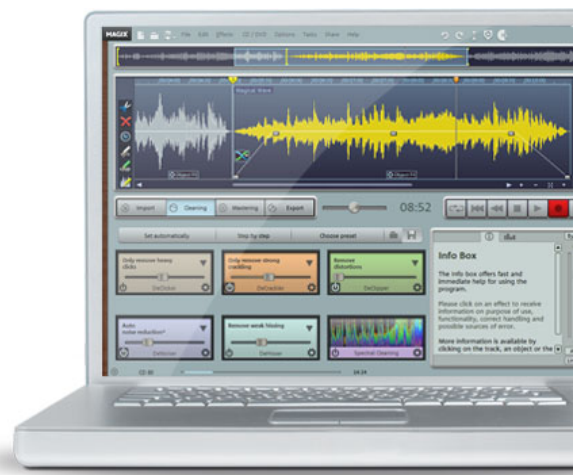 MAGIX File Edit Effects CD / DVD Options Tasks Share Help
Magical Wave
Import Cleaning Mastering Export 08:52
Set automatically Step by step Choose preset
Only remove heavy
clicks
DeClicker
Only remove strong
crackling
DeCrackler
Remove
distortions
DeClipper
Auto
noise reduction*
DeNoiser
Remove weak hissing
DeHisser
Spectral Cleaning
Info Box
The info box offers fast and
immediate help for using the
program.
Please click on an effect to receive
information on purpose of use,
functionality, correct handling and
possible sources of error.
More information is available by
clicking on the track, an object or the
14:34